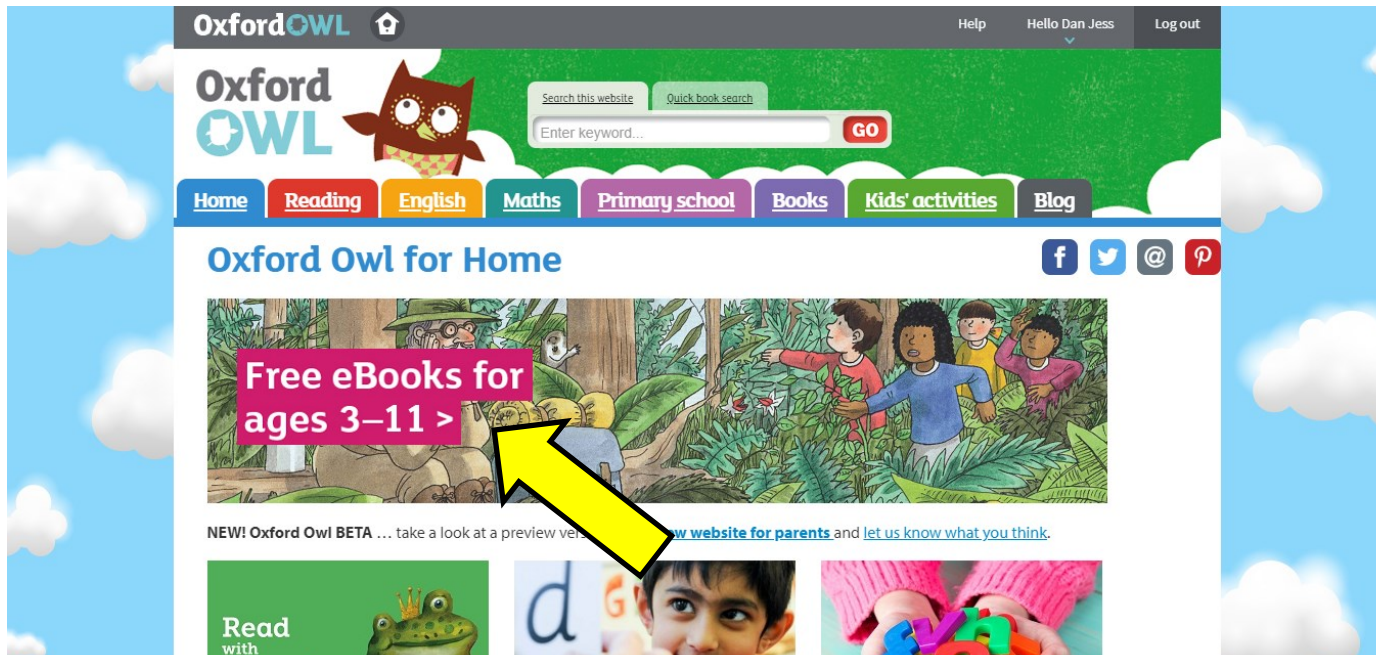 OxfordOWL
Help
Hello Dan Jess
Log out
Oxford
OWL
Search this website
Quick book search
Enter keyword...
GO
Home
Reading
English
Maths
Primary school
Books
Kids' activities
Blog
Oxford Owl for Home
Free eBooks for
ages 3–11 >
NEW! Oxford Owl BETA … take a look at a preview website for parents and let us know what you think.
Read
with
d
G